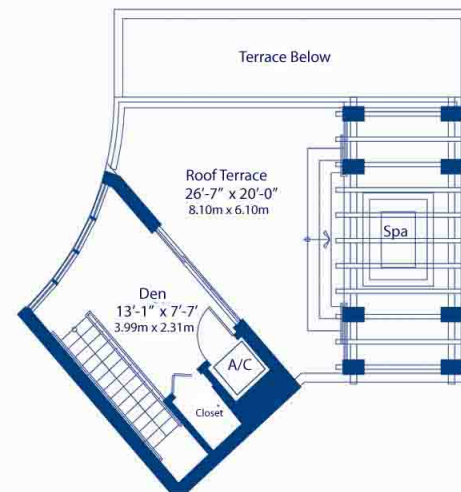 Terrace Below
Roof Terrace
26'-7" x 20'-0"
8.10m x 6.10m
Spa
Den
13'-1" x 7'-7'
3.99m x 2.31m
A/C
Closet